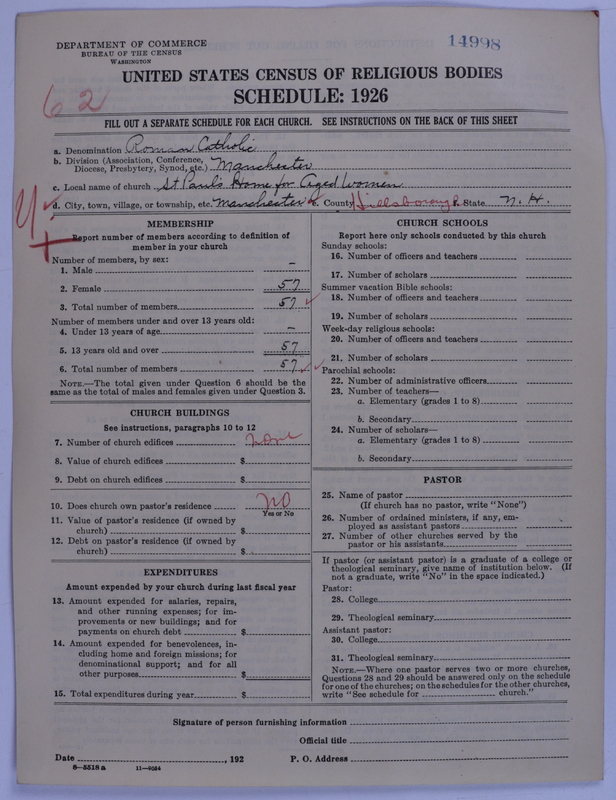 DEPARTMENT OF COMMERCE
BUREAU OF THE CENSUS
WASHINGTON
14998
UNITED STATES CENSUS OF RELIGIOUS BODIES
SCHEDULE: 1926
62
FILL OUT A SEPARATE SCHEDULE FOR EACH CHURCH. SEE INSTRUCTIONS ON THE BACK OF THIS SHEET
a. Denomination Roman Catholic
b. Division (Association, Conference, Diocese, Presbytery, Synod, etc.) Manchester
c. Local name of church St Paul's Home for Aged Women
d. City, town, village, or township, etc. Manchester e. County Hillsborough f. State N. H.
MEMBERSHIP
Report number of members according to definition of
member in your church
Number of members, by sex:
1. Male –
2. Female 57
3. Total number of members 57
Number of members under and over 13 years old:
4. Under 13 years of age –
5. 13 years old and over 57
6. Total number of members 57
NOTE.—The total given under Question 6 should be the
same as the total of males and females given under Question 3.
CHURCH BUILDINGS
See instructions, paragraphs 10 to 12
7. Number of church edifices none
8. Value of church edifices $
9. Debt on church edifices $
10. Does church own pastor's residence NO
Yes or No
11. Value of pastor's residence (if owned by
church) $
12. Debt on pastor's residence (if owned by
church) $
EXPENDITURES
Amount expended by your church during last fiscal year
13. Amount expended for salaries, repairs,
and other running expenses; for im-
provements or new buildings; and for
payments on church debt $
14. Amount expended for benevolences, in-
cluding home and foreign missions; for
denominational support; and for all
other purposes $
15. Total expenditures during year $
CHURCH SCHOOLS
Report here only schools conducted by this church
Sunday schools:
16. Number of officers and teachers
17. Number of scholars
Summer vacation Bible schools:
18. Number of officers and teachers
19. Number of scholars
Week-day religious schools:
20. Number of officers and teachers
21. Number of scholars
Parochial schools:
22. Number of administrative officers
23. Number of teachers—
a. Elementary (grades 1 to 8)
b. Secondary
24. Number of scholars—
a. Elementary (grades 1 to 8)
b. Secondary
PASTOR
25. Name of pastor
(If church has no pastor, write "None")
26. Number of ordained ministers, if any, em-
ployed as assistant pastors
27. Number of other churches served by the
pastor or his assistants
If pastor (or assistant pastor) is a graduate of a college or
theological seminary, give name of institution below. (If
not a graduate, write "No" in the space indicated.)
Pastor:
28. College
29. Theological seminary
Assistant pastor:
30. College
31. Theological seminary
NOTE.—Where one pastor serves two or more churches,
Questions 28 and 29 should be answered only on the schedule
for one of the churches; on the schedules for the other churches,
write "See schedule for church."
Signature of person furnishing information
Official title
Date , 192 P. O. Address
8—5518 a 11—9054